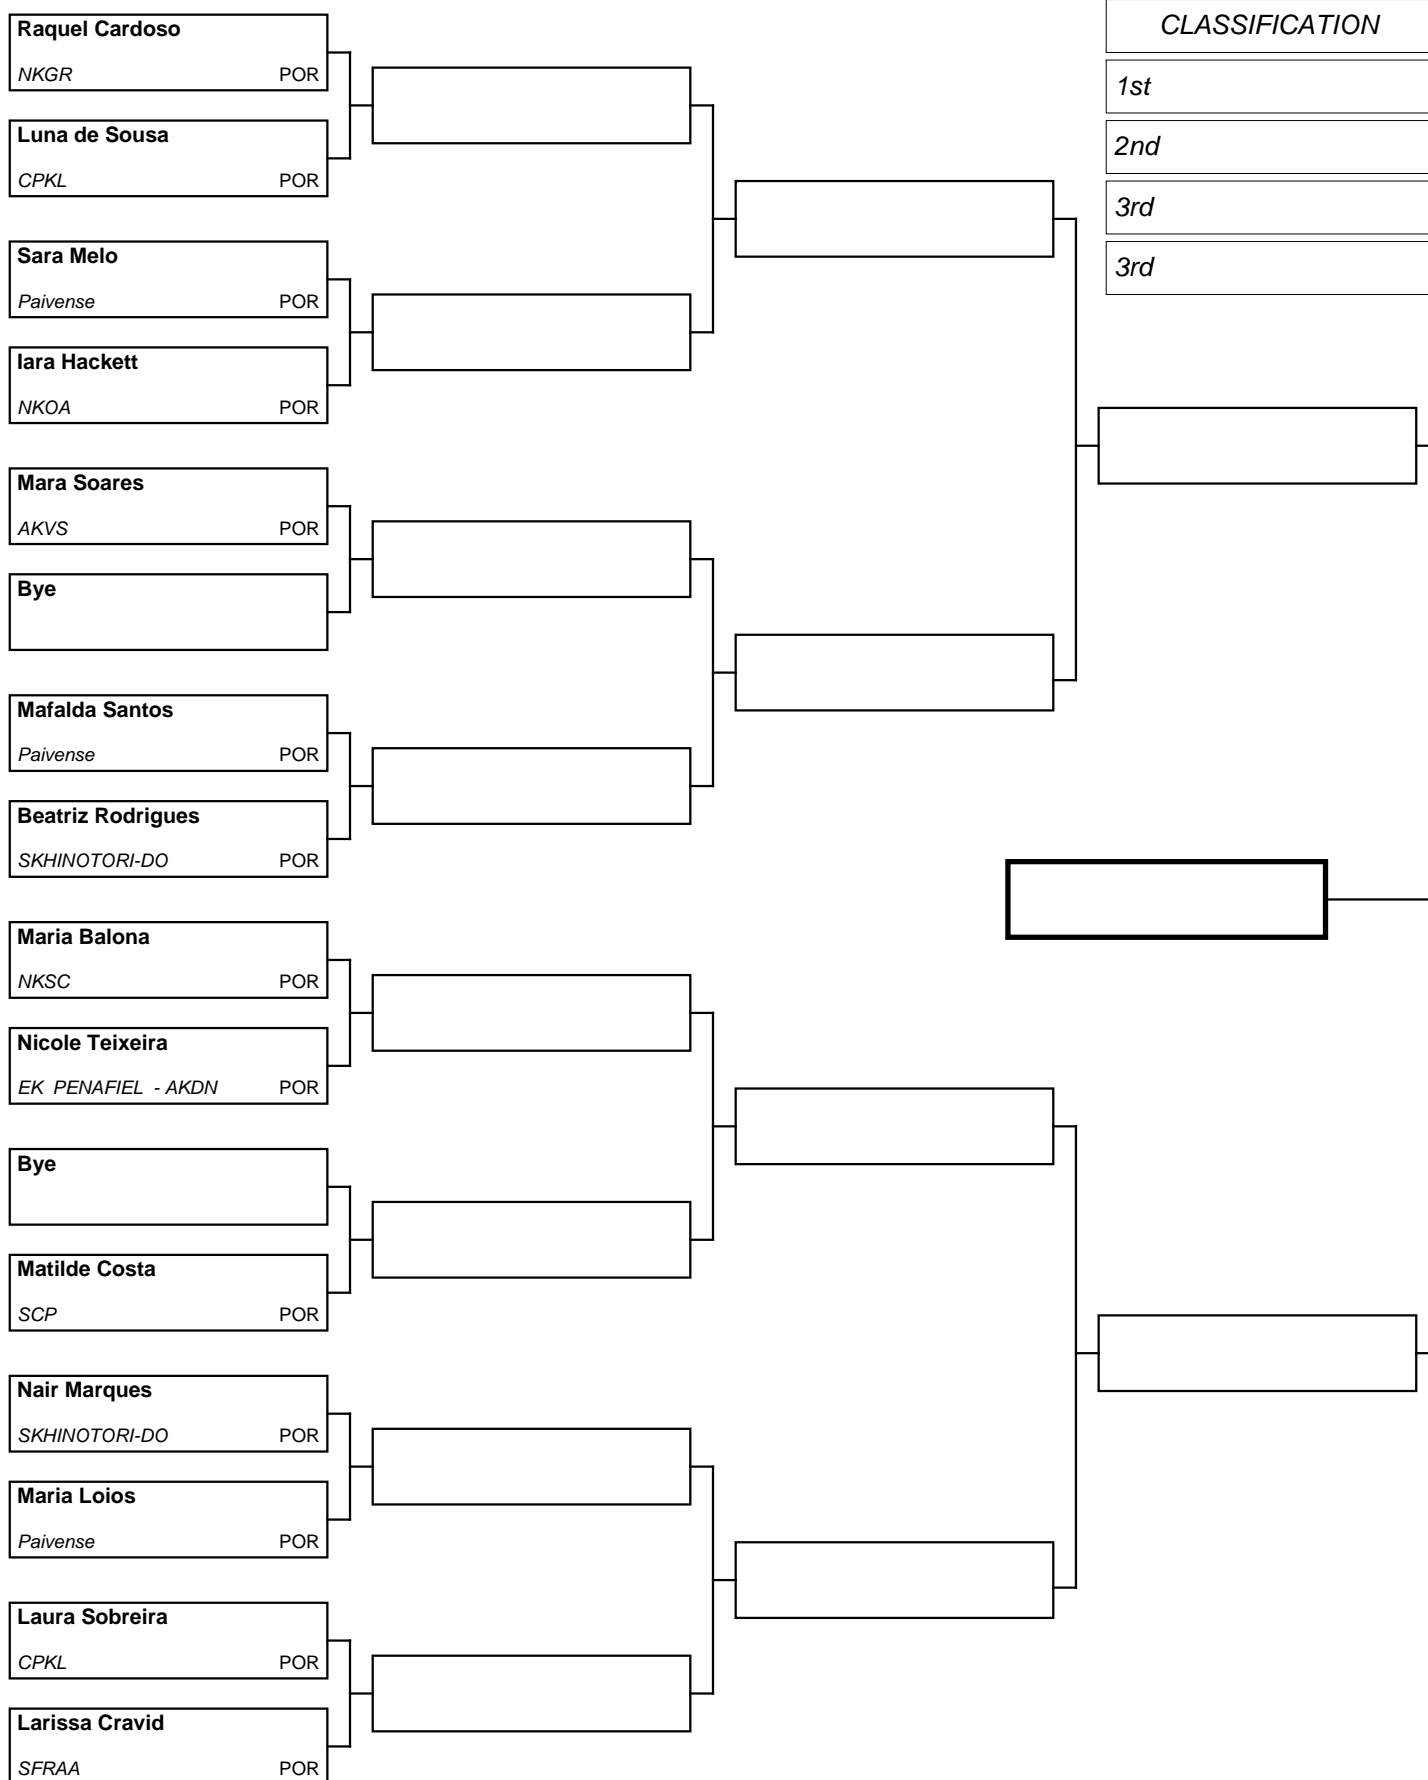 Raquel Cardoso
NKGR POR
Luna de Sousa
CPKL POR
Sara Melo
Paivense POR
Iara Hackett
NKOA POR
Mara Soares
AKVS POR
Bye
Mafalda Santos
Paivense POR
Beatriz Rodrigues
SKHINOTORI-DO POR
Maria Balona
NKSC POR
Nicole Teixeira
EK PENAFIEL - AKDN POR
Bye
Matilde Costa
SCP POR
Nair Marques
SKHINOTORI-DO POR
Maria Loios
Paivense POR
Laura Sobreira
CPKL POR
Larissa Cravid
SFRAA POR
CLASSIFICATION
1st
2nd
3rd
3rd